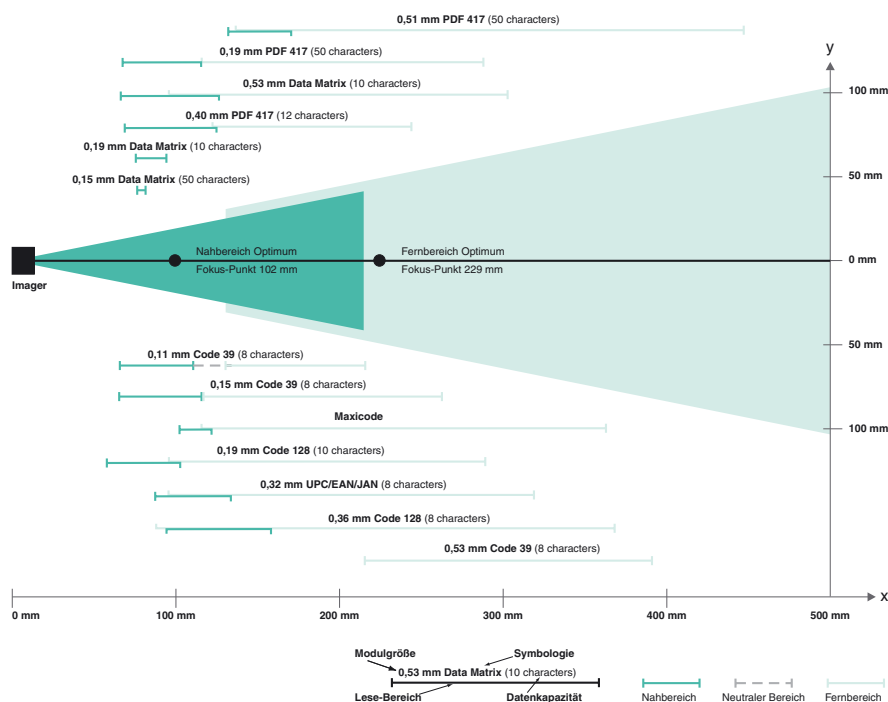 0,51 mm PDF 417 (50 characters)
y
0,19 mm PDF 417 (50 characters)
0,53 mm Data Matrix (10 characters)
100 mm
0,40 mm PDF 417 (12 characters)
0,19 mm Data Matrix (10 characters)
0,15 mm Data Matrix (50 characters)
50 mm
Nahbereich Optimum
Fokus-Punkt 102 mm
Fernbereich Optimum
Fokus-Punkt 229 mm
0 mm
Imager
50 mm
0,11 mm Code 39 (8 characters)
0,15 mm Code 39 (8 characters)
Maxicode
100 mm
0,19 mm Code 128 (10 characters)
0,32 mm UPC/EAN/JAN (8 characters)
0,36 mm Code 128 (8 characters)
0,53 mm Code 39 (8 characters)
x
0 mm 100 mm 200 mm 300 mm 400 mm 500 mm
Modulgröße Symbologie
0,53 mm Data Matrix (10 characters)
Lese-Bereich Datenkapazität
Nahbereich Neutraler Bereich Fernbereich